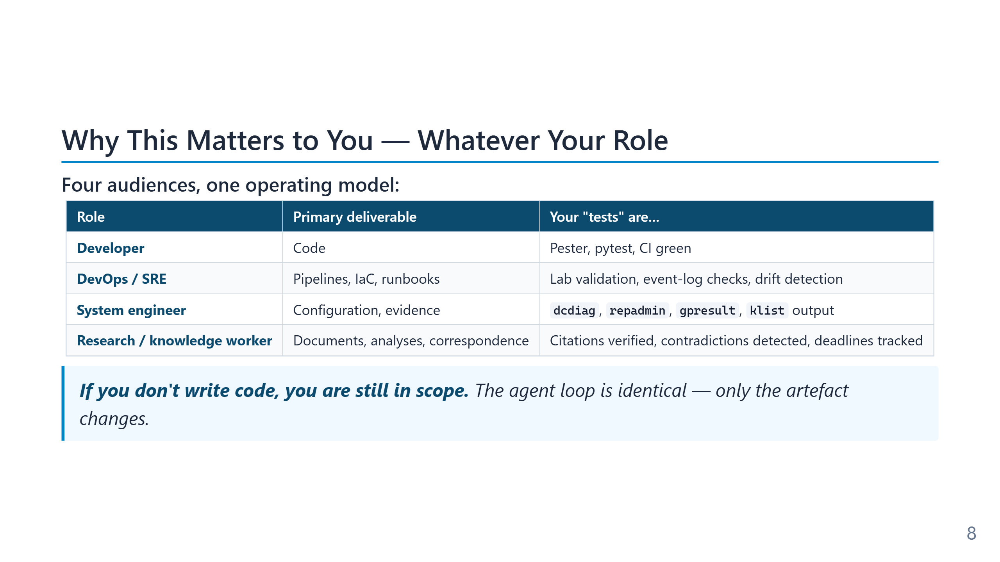 Why This Matters to You — Whatever Your Role
Four audiences, one operating model:
Role Primary deliverable Your "tests" are...
Developer Code Pester, pytest, CI green
DevOps / SRE Pipelines, IaC, runbooks Lab validation, event-log checks, drift detection
System engineer Configuration, evidence dcdiag, repadmin, gpresult, klist output
Research / knowledge worker Documents, analyses, correspondence Citations verified, contradictions detected, deadlines tracked
If you don't write code, you are still in scope. The agent loop is identical — only the artefact
changes.
8